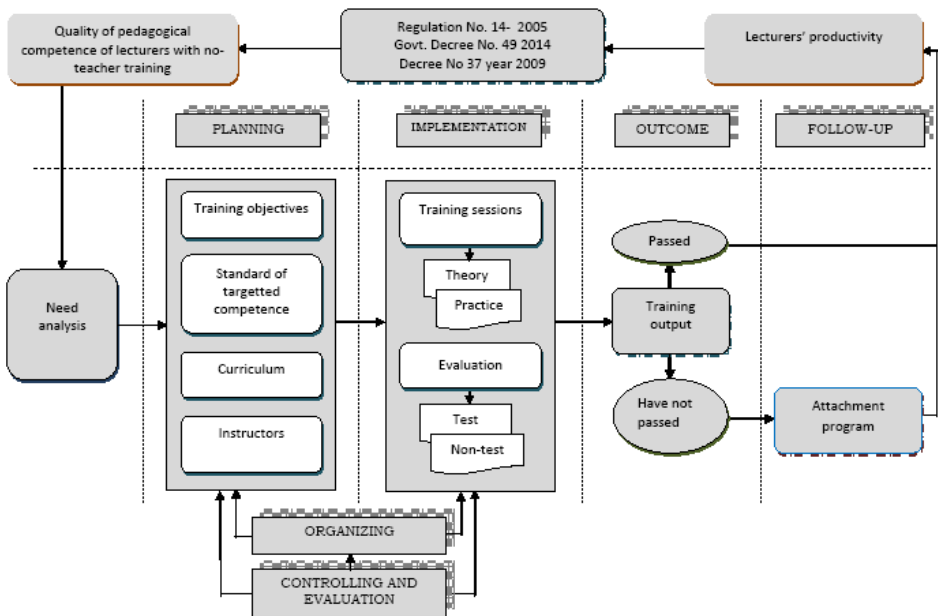 Quality of pedagogical
competence of lecturers with no-
teacher training
Regulation No. 14-  2005
Govt. Decree No. 49 2014
Decree No 37 year 2009
Lecturers’ productivity
PLANNING
IMPLEMENTATION
OUTCOME
FOLLOW-UP
Need
analysis
Training objectives
Standard of
targetted
competence
Curriculum
Instructors
Training sessions
Theory
Practice
Evaluation
Test
Non-test
Passed
Training
output
Have not
passed
Attachment
program
ORGANIZING
CONTROLLING AND
EVALUATION